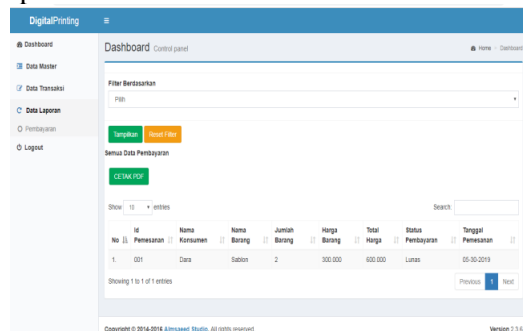 DigitalPrinting
Dashboard
Dashboard Control panel
Home > Dashboard
Data Master
Data Transaksi
Data Laporan
Pembayaran
Logout
Filter Berdasarkan
Pilih
Tampilkan Reset Filter
Semua Data Pembayaran
CETAK PDF
Show 10 entries
Search:
No Id Pemesanan Nama Konsumen Nama Barang Jumlah Barang Harga Barang Total Harga Status Pembayaran Tanggal Pemesanan
1. 001 Dara Sablon 2 300.000 600.000 Lunas 05-30-2019
Showing 1 to 1 of 1 entries
Previous 1 Next
Copyright © 2014-2016 Almsaeed Studio. All rights reserved.
Version 2.3.6